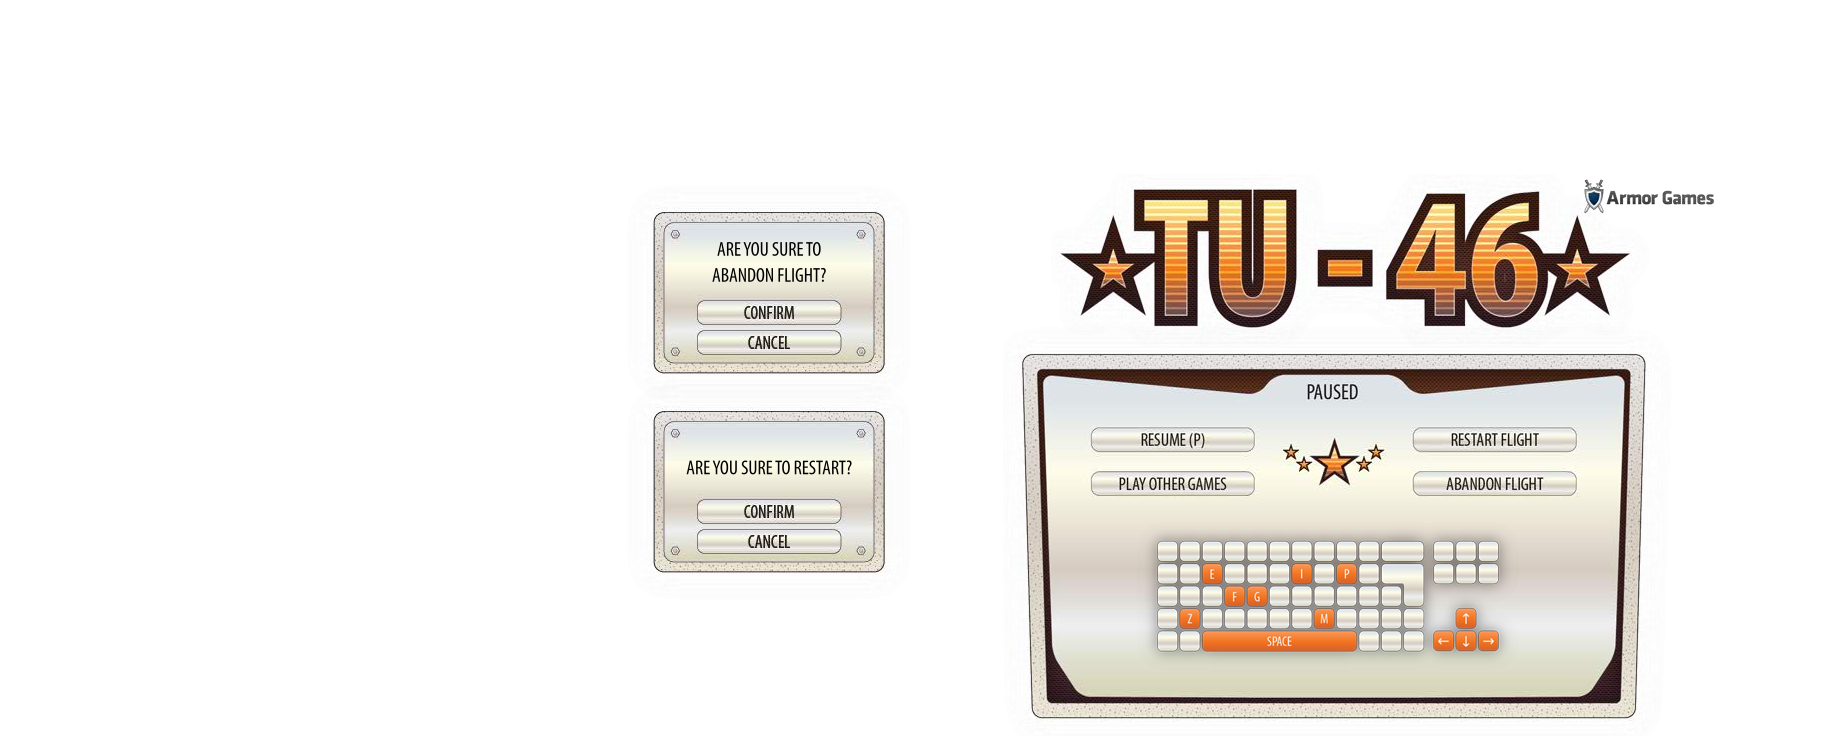 ARE YOU SURE TO
ABANDON FLIGHT?
CONFIRM
CANCEL
ARE YOU SURE TO RESTART?
CONFIRM
CANCEL
TU - 46
Armor Games
PAUSED
RESUME (P)
RESTART FLIGHT
PLAY OTHER GAMES
ABANDON FLIGHT
E I P
F G
Z M ↑
SPACE ← ↓ →